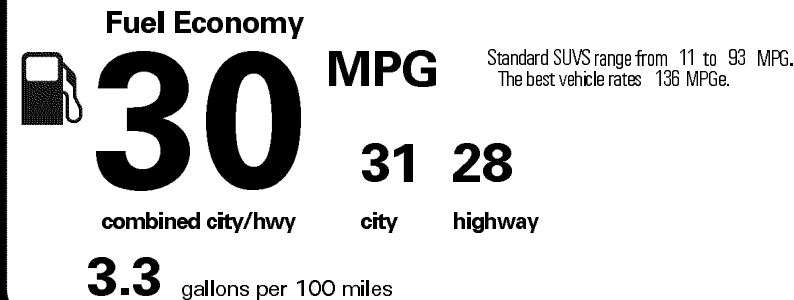 Fuel Economy
30 MPG
Standard SUVS range from 11 to 93 MPG.
The best vehicle rates 136 MPGe.
31 28
combined city/hwy city highway
3.3 gallons per 100 miles